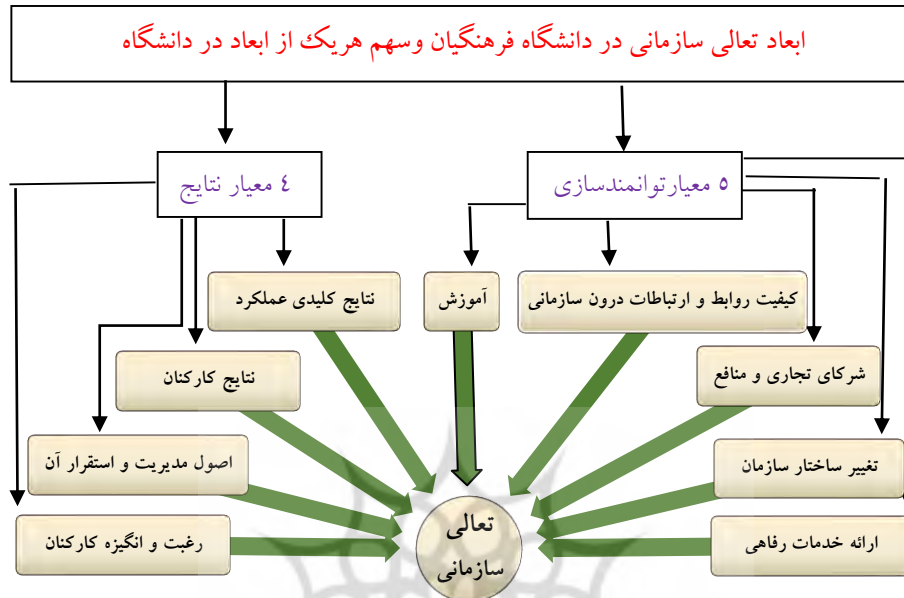 ابعاد تعالی سازمانی در دانشگاه فرهنگیان وسهم هریک از ابعاد در دانشگاه
٥ معیارتوانمندسازی
٤ معیار نتایج
کیفیت روابط و ارتباطات درون سازمانی
آموزش
نتایج کلیدی عملکرد
شرکای تجاری و منافع
نتایج کارکنان
تغییر ساختار سازمان
اصول مدیریت و استقرار آن
ارائه خدمات رفاهی
رغبت و انگیزه کارکنان
تعالی
سازمانی